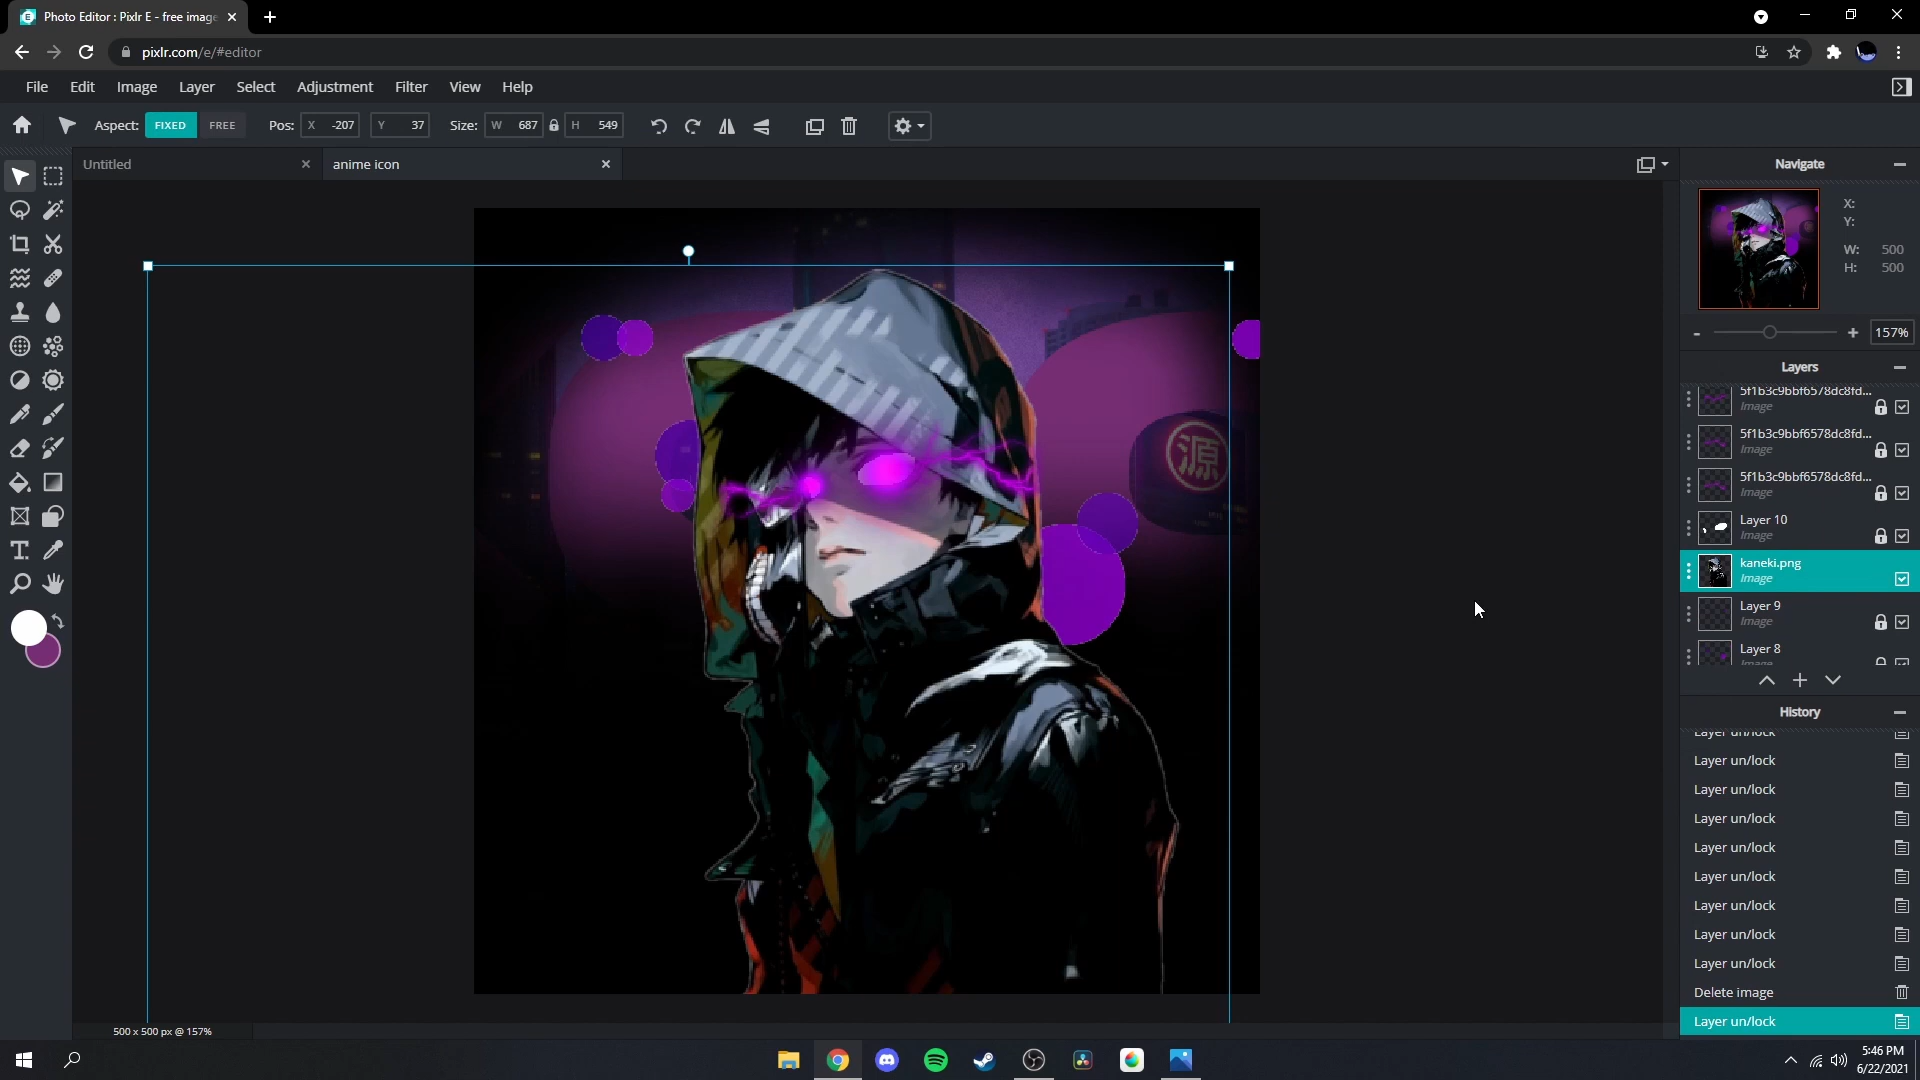 Photo Editor : Pixlr E - free image
pixlr.com/e/#editor
File Edit Image Layer Select Adjustment Filter View Help
Aspect: FIXED FREE Pos: X -207 Y 37 Size: W 687 H 549
Untitled
anime icon
源
500 x 500 px @ 157%
Navigate
X:
Y:
W: 500
H: 500
- + 157%
Layers
5f1b3c9bbf6578dc8fd...
Image
5f1b3c9bbf6578dc8fd...
Image
5f1b3c9bbf6578dc8fd...
Image
Layer 10
Image
kaneki.png
Image
Layer 9
Image
Layer 8
Image
History
Layer un/lock
Layer un/lock
Layer un/lock
Layer un/lock
Layer un/lock
Layer un/lock
Layer un/lock
Layer un/lock
Layer un/lock
Delete image
Layer un/lock
5:46 PM
6/22/2021